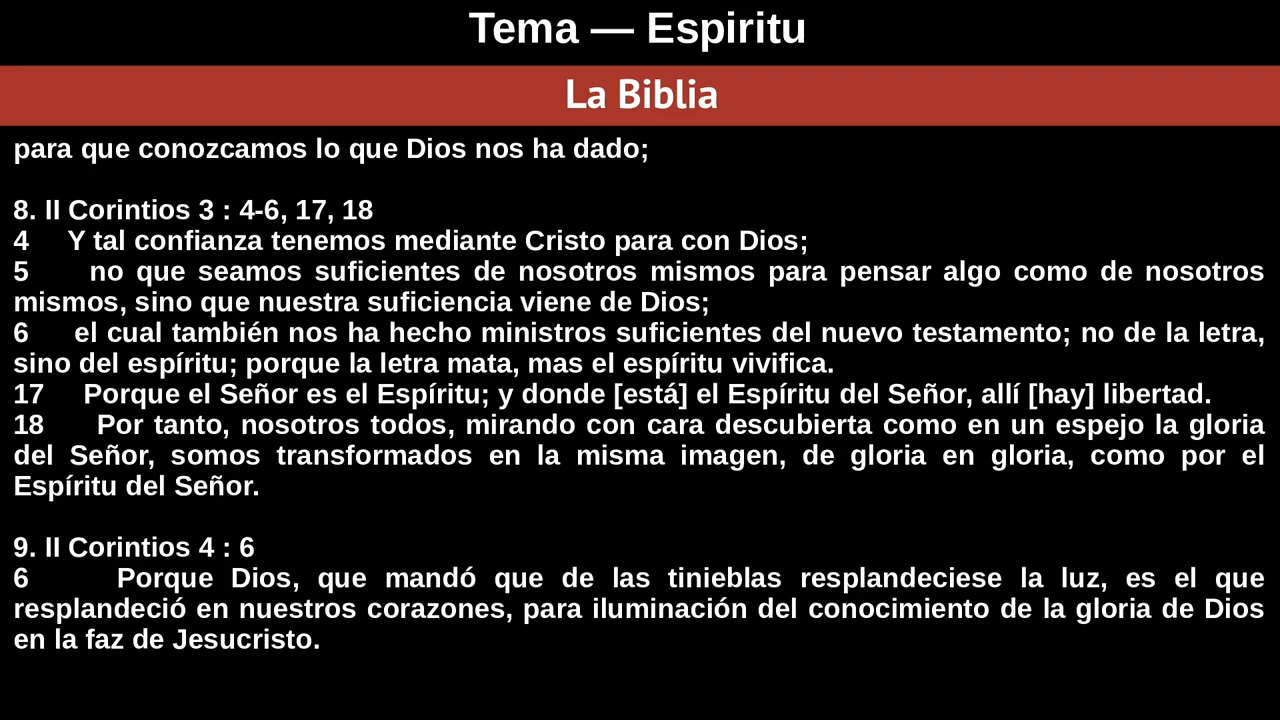 Tema — Espiritu
La Biblia
para que conozcamos lo que Dios nos ha dado;
8. II Corintios 3 : 4-6, 17, 18
4 Y tal confianza tenemos mediante Cristo para con Dios;
5 no que seamos suficientes de nosotros mismos para pensar algo como de nosotros
mismos, sino que nuestra suficiencia viene de Dios;
6 el cual también nos ha hecho ministros suficientes del nuevo testamento; no de la letra,
sino del espíritu; porque la letra mata, mas el espíritu vivifica.
17 Porque el Señor es el Espíritu; y donde [está] el Espíritu del Señor, allí [hay] libertad.
18 Por tanto, nosotros todos, mirando con cara descubierta como en un espejo la gloria
del Señor, somos transformados en la misma imagen, de gloria en gloria, como por el
Espíritu del Señor.
9. II Corintios 4 : 6
6 Porque Dios, que mandó que de las tinieblas resplandeciese la luz, es el que
resplandeció en nuestros corazones, para iluminación del conocimiento de la gloria de Dios
en la faz de Jesucristo.